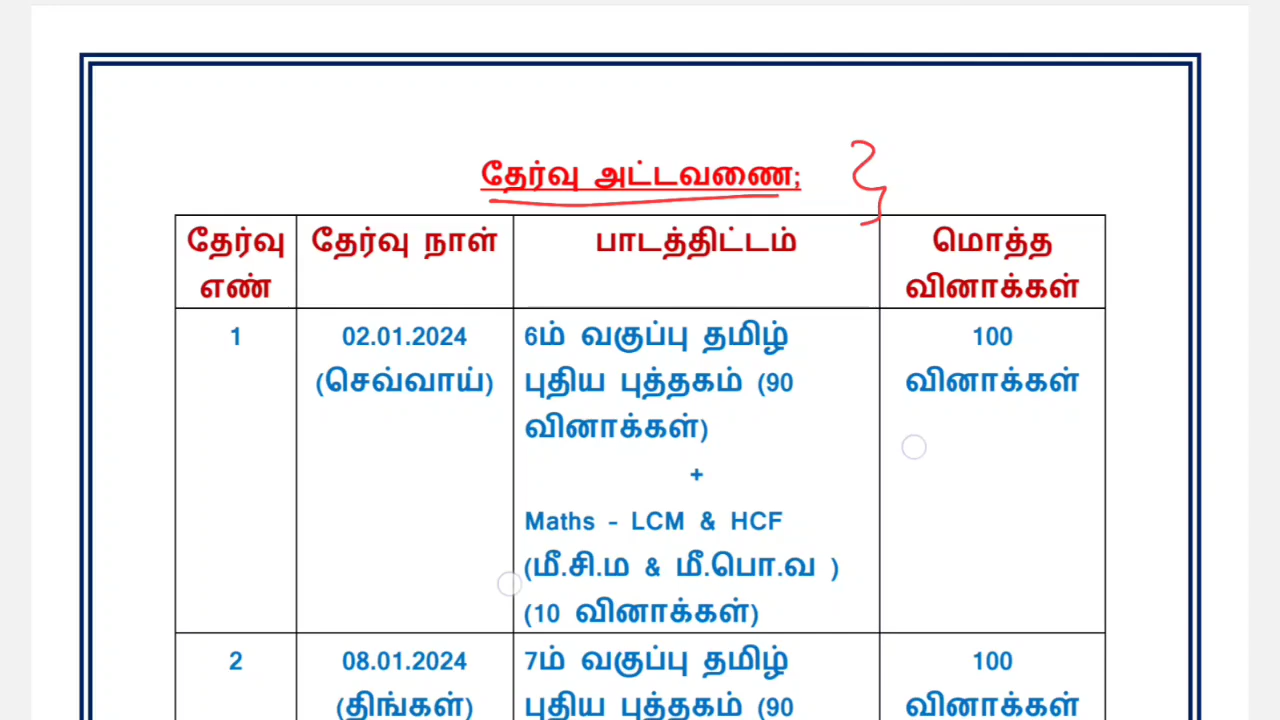 தேர்வு அட்டவணை;
தேர்வு எண்
தேர்வு நாள்
பாடத்திட்டம்
மொத்த வினாக்கள்
1
02.01.2024
(செவ்வாய்)
6ம் வகுப்பு தமிழ்
புதிய புத்தகம் (90
வினாக்கள்)
+
Maths - LCM & HCF
(மீ.சி.ம & மீ.பொ.வ )
(10 வினாக்கள்)
100
வினாக்கள்
2
08.01.2024
(திங்கள்)
7ம் வகுப்பு தமிழ்
புதிய புத்தகம் (90
100
வினாக்கள்